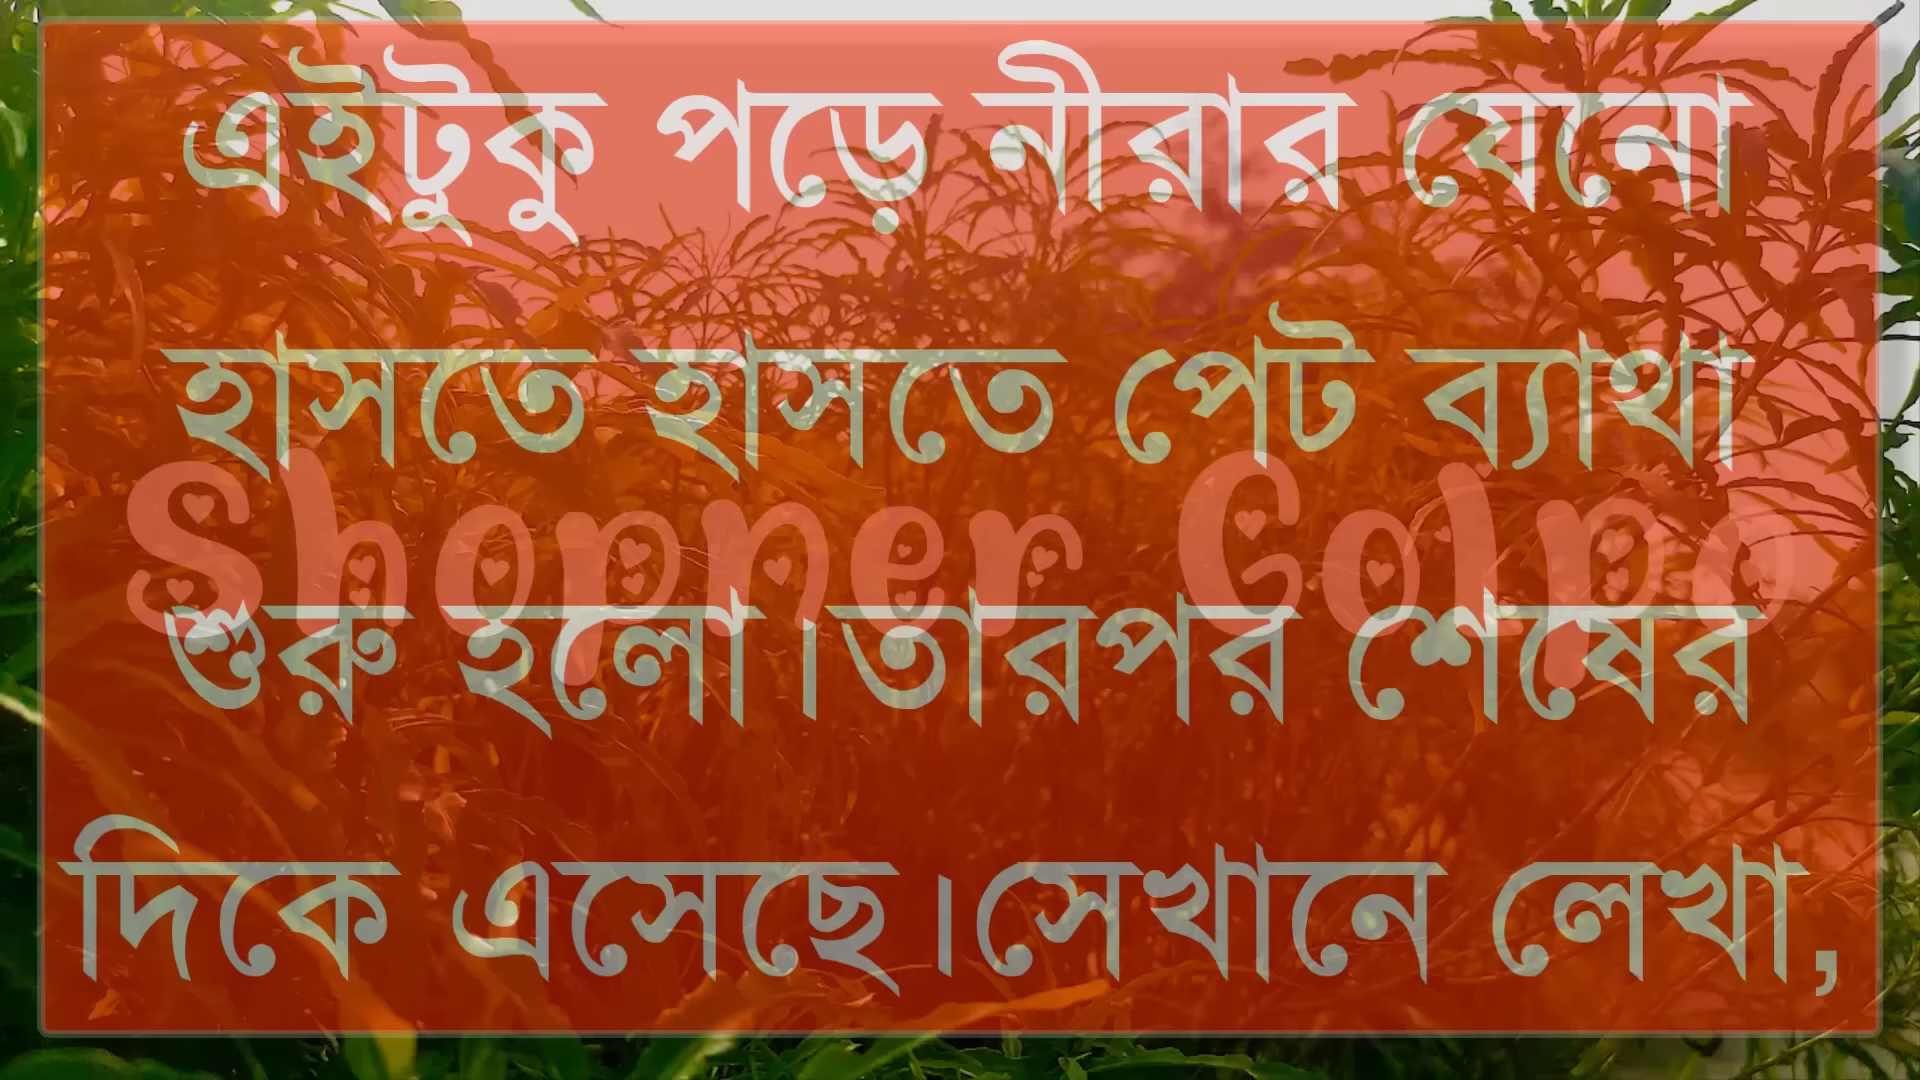 এইটুকু পড়ে নীরার যেনো
হাসতে হাসতে পেট ব্যাথা
Shopner Golpo
শুরু হলো।তারপর শেষের
দিকে এসেছে।সেখানে লেখা,